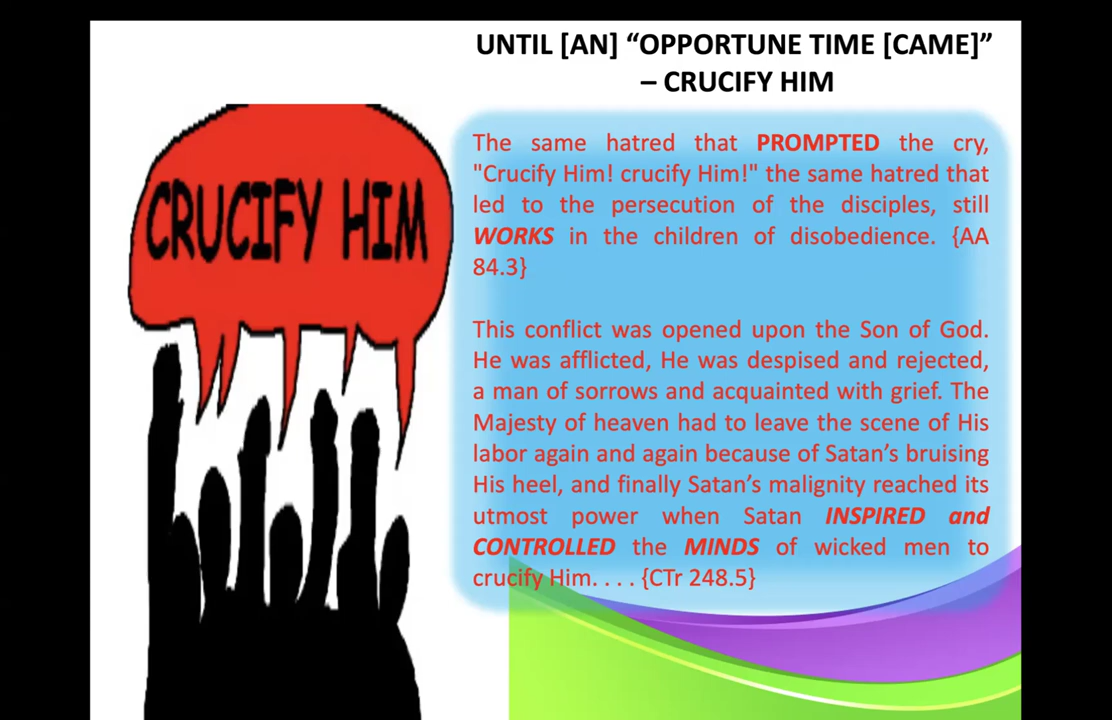 UNTIL [AN] “OPPORTUNE TIME [CAME]”
– CRUCIFY HIM
CRUCIFY HIM
The same hatred that PROMPTED the cry,
"Crucify Him! crucify Him!" the same hatred that
led to the persecution of the disciples, still
WORKS in the children of disobedience. {AA
84.3}
This conflict was opened upon the Son of God.
He was afflicted, He was despised and rejected,
a man of sorrows and acquainted with grief. The
Majesty of heaven had to leave the scene of His
labor again and again because of Satan’s bruising
His heel, and finally Satan’s malignity reached its
utmost power when Satan INSPIRED and
CONTROLLED the MINDS of wicked men to
crucify Him. . . . {CTr 248.5}